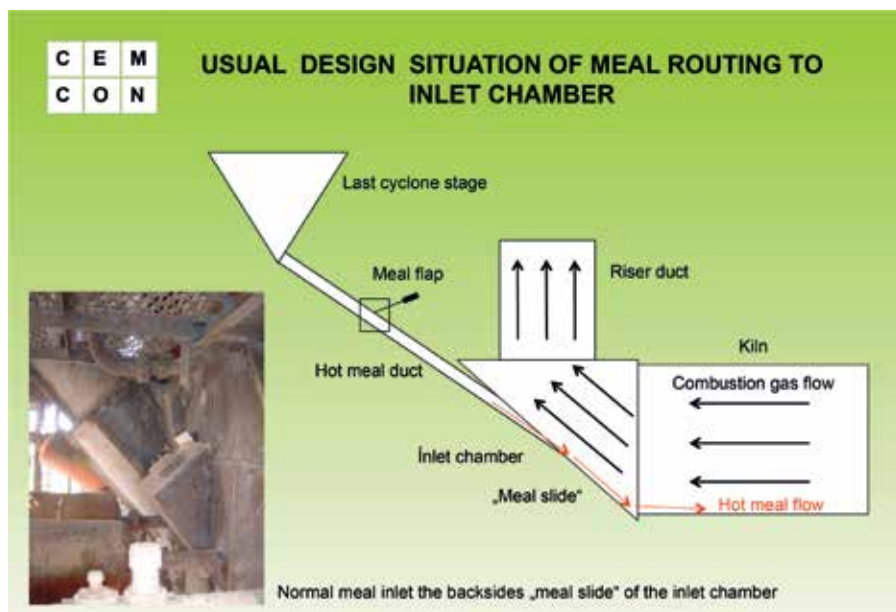 C E M
C O N
USUAL DESIGN SITUATION OF MEAL ROUTING TO
INLET CHAMBER
Last cyclone stage
Meal flap
Riser duct
Hot meal duct
Kiln
Combustion gas flow
İnlet chamber
„Meal slide“
Hot meal flow
Normal meal inlet the backsides „meal slide“ of the inlet chamber